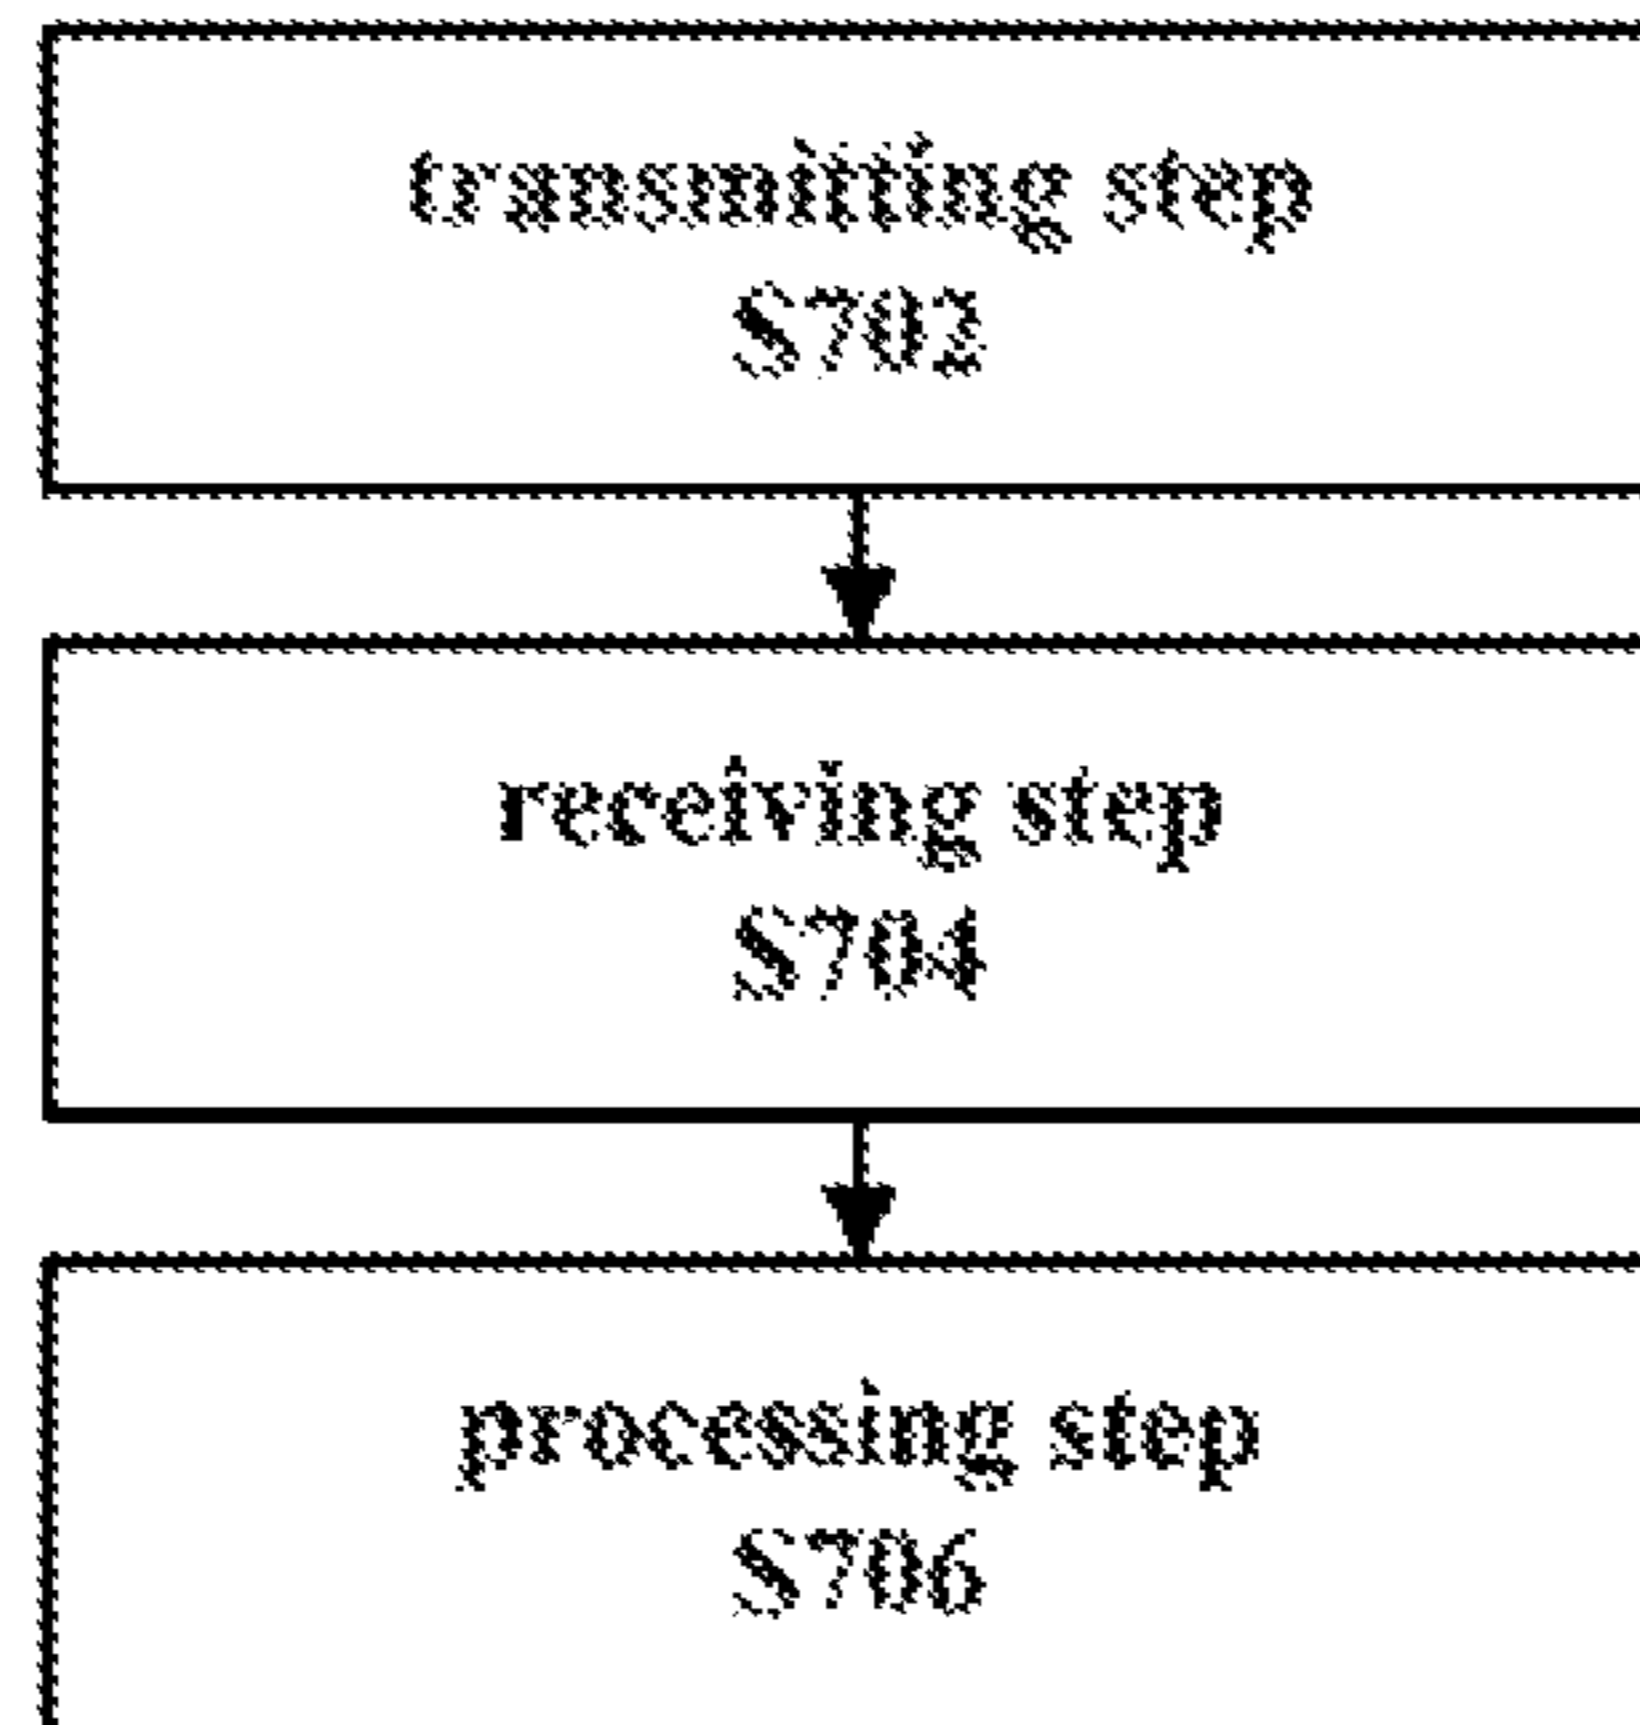 transmitting step
S702
receiving step
S704
processing step
S706